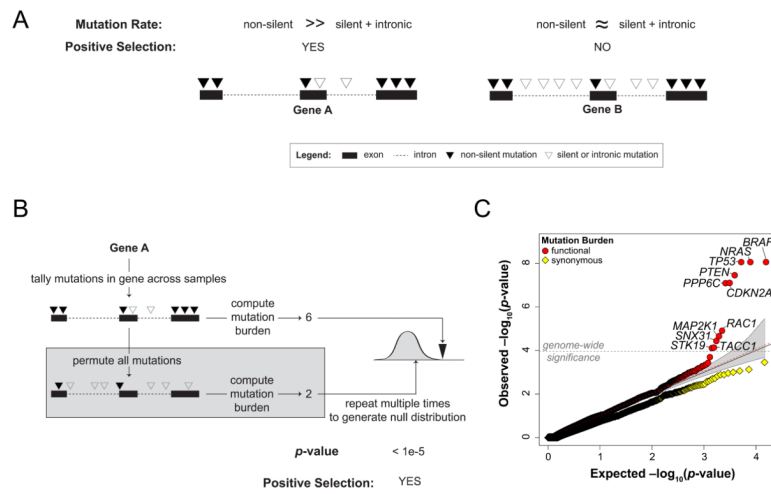 A
Mutation Rate: non-silent >> silent + intronic non-silent ≈ silent + intronic
Positive Selection: YES NO
Gene A Gene B
Legend: exon intron non-silent mutation silent or intronic mutation
B
Gene A
tally mutations in gene across samples
compute
mutation
burden
6
permute all mutations
compute
mutation
burden
2
repeat multiple times
to generate null distribution
p-value < 1e-5
Positive Selection: YES
C
Mutation Burden
functional
synonymous
BRAF
NRAS
TP53
PTEN
PPP6C
CDKN2A
RAC1
MAP2K1
SNX31
STK19
TACC1
genome-wide
significance
Observed –log10(p-value)
8
6
4
2
0
0 1 2 3 4
Expected –log10(p-value)